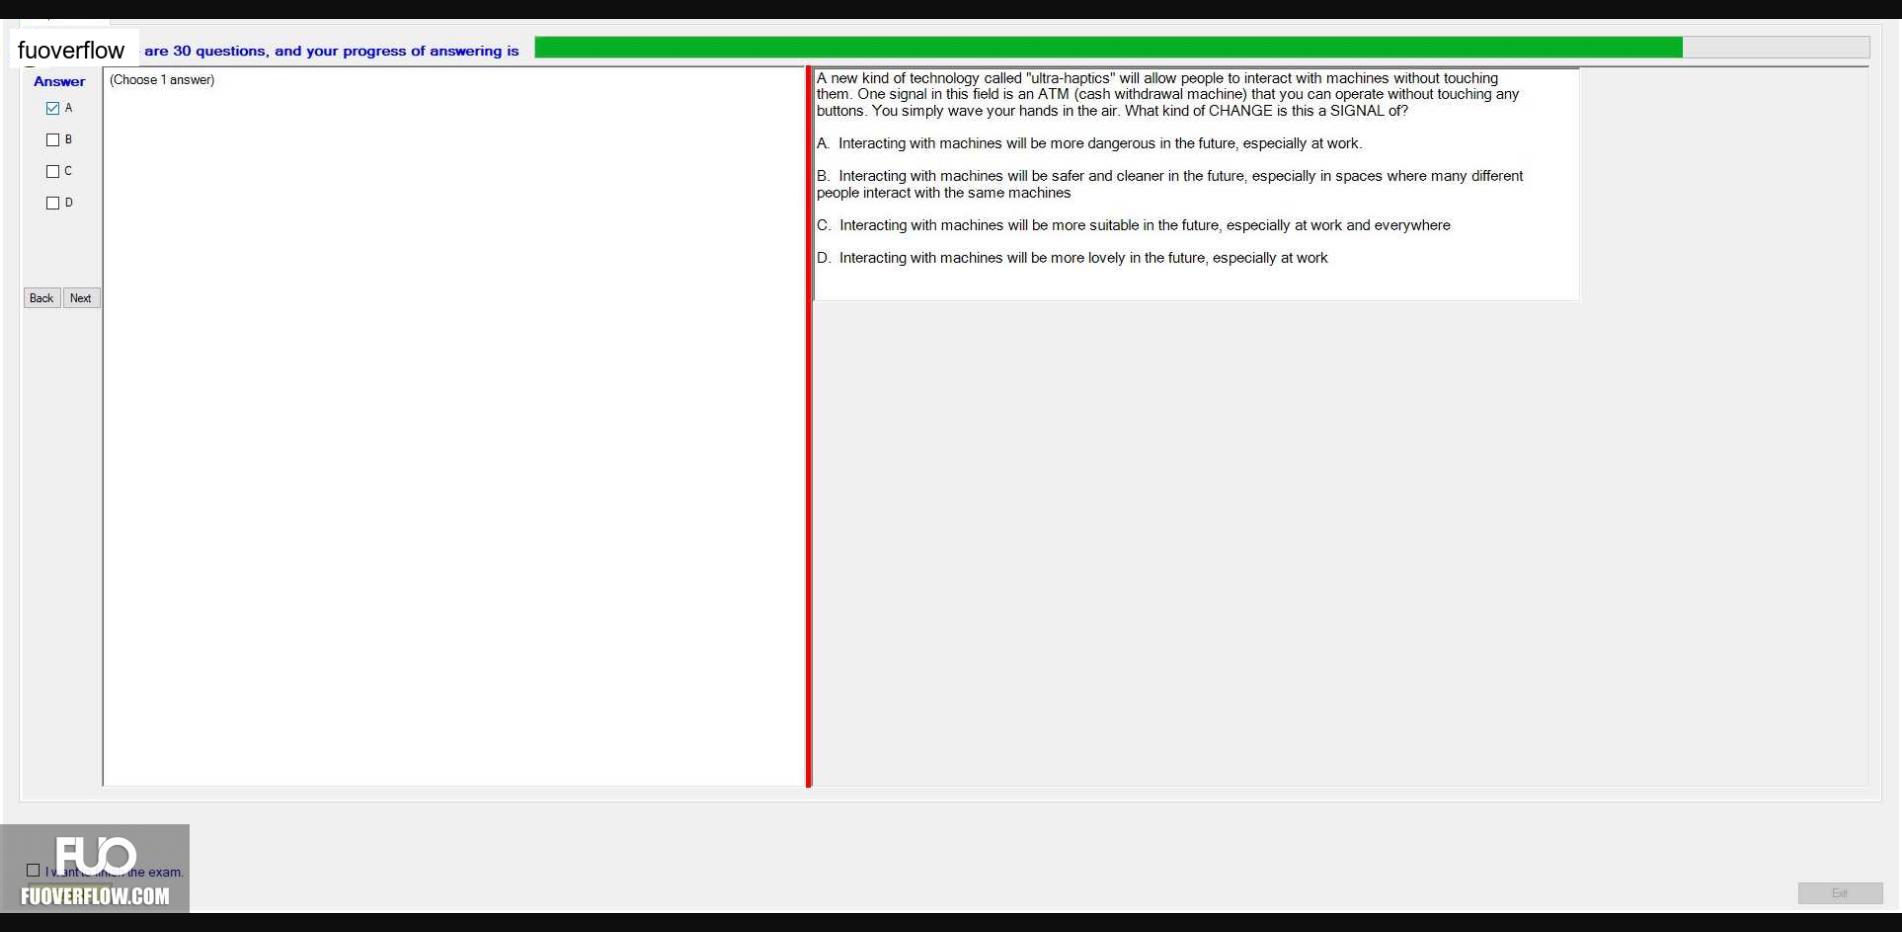 fuoverflow are 30 questions, and your progress of answering is
Answer
(Choose 1 answer)
A
B
C
D
Back Next
A new kind of technology called "ultra-haptics" will allow people to interact with machines without touching
them. One signal in this field is an ATM (cash withdrawal machine) that you can operate without touching any
buttons. You simply wave your hands in the air. What kind of CHANGE is this a SIGNAL of?
A. Interacting with machines will be more dangerous in the future, especially at work.
B. Interacting with machines will be safer and cleaner in the future, especially in spaces where many different
people interact with the same machines
C. Interacting with machines will be more suitable in the future, especially at work and everywhere
D. Interacting with machines will be more lovely in the future, especially at work
FUO
I want to finish the exam.
FUOVERFLOW.COM
Exit